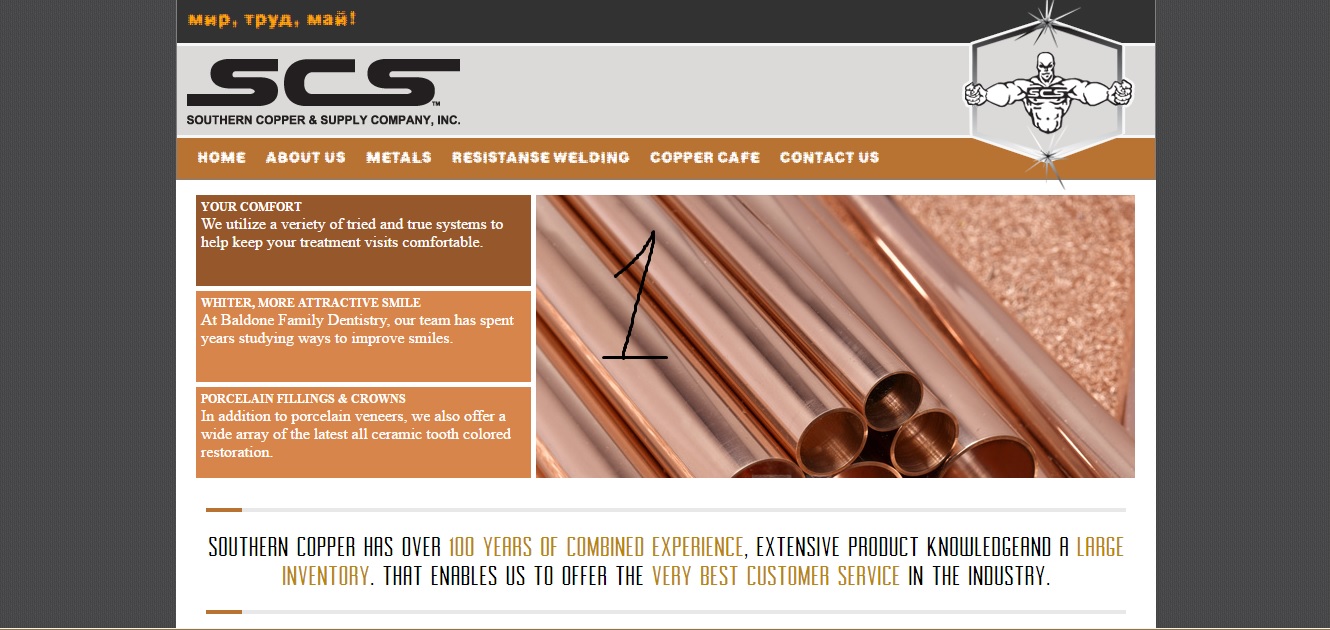 мир, труд, май!
SCS™
SOUTHERN COPPER & SUPPLY COMPANY, INC.
SCS
HOME ABOUT US METALS RESISTANSE WELDING COPPER CAFE CONTACT US
YOUR COMFORT
We utilize a veriety of tried and true systems to
help keep your treatment visits comfortable.
WHITER, MORE ATTRACTIVE SMILE
At Baldone Family Dentistry, our team has spent
years studying ways to improve smiles.
PORCELAIN FILLINGS & CROWNS
In addition to porcelain veneers, we also offer a
wide array of the latest all ceramic tooth colored
restoration.
1
SOUTHERN COPPER HAS OVER 100 YEARS OF COMBINED EXPERIENCE, EXTENSIVE PRODUCT KNOWLEDGEAND A LARGE
INVENTORY. THAT ENABLES US TO OFFER THE VERY BEST CUSTOMER SERVICE IN THE INDUSTRY.